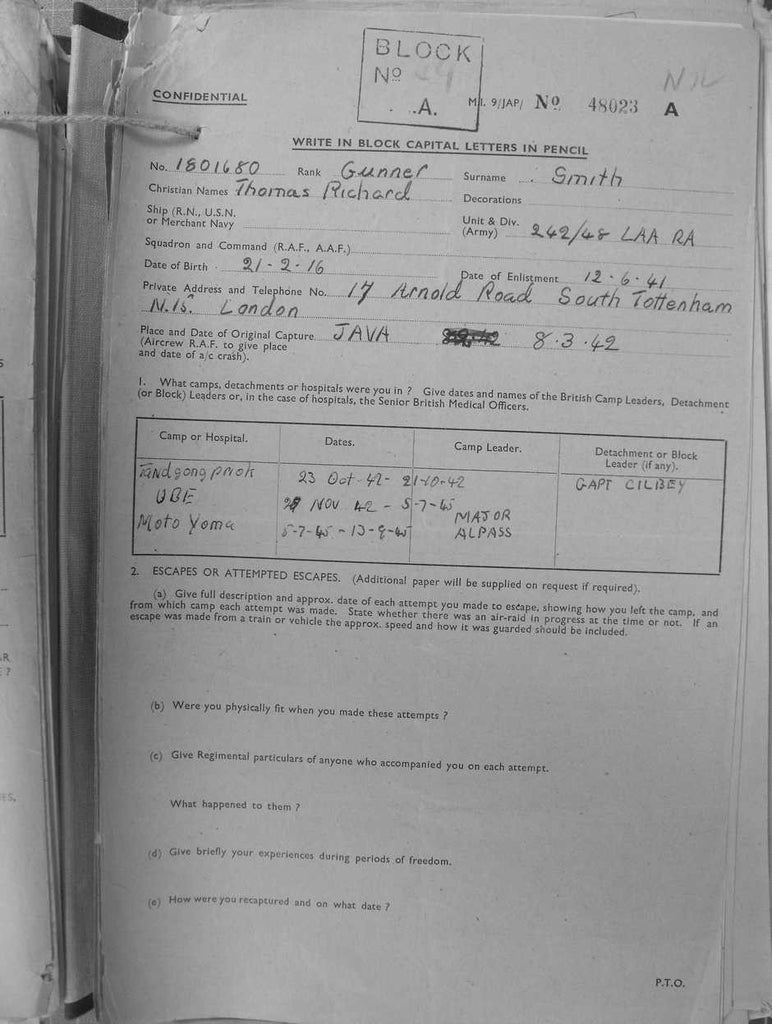 BLOCK
Nº
A.
CONFIDENTIAL
M.I. 9/JAP/ Nº 48023 A
WRITE IN BLOCK CAPITAL LETTERS IN PENCIL
No. 1801680 Rank Gunner Surname Smith
Christian Names Thomas Richard Decorations
Ship (R.N., U.S.N. or Merchant Navy
Unit & Div. (Army) 242/48 LAA RA
Squadron and Command (R.A.F., A.A.F.)
Date of Birth 21-2-16 Date of Enlistment 12-6-41
Private Address and Telephone No. 17 Arnold Road South Tottenham
N.15. London
Place and Date of Original Capture JAVA 8.3.42
(Aircrew R.A.F. to give place
and date of a/c crash).
1. What camps, detachments or hospitals were you in ? Give dates and names of the British Camp Leaders, Detachment
(or Block) Leaders or, in the case of hospitals, the Senior British Medical Officers.
Camp or Hospital. Dates. Camp Leader. Detachment or Block Leader (if any).
Tandgong priok 23 Oct-42- 21-10-42 CAPT CILBEY
UBE NOV 42 - 5-7-45 MAJOR
Moto Yoma 5-7-45 - 13-9-45 ALPASS
2. ESCAPES OR ATTEMPTED ESCAPES. (Additional paper will be supplied on request if required).
(a) Give full description and approx. date of each attempt you made to escape, showing how you left the camp, and
from which camp each attempt was made. State whether there was an air-raid in progress at the time or not. If an
escape was made from a train or vehicle the approx. speed and how it was guarded should be included.
(b) Were you physically fit when you made these attempts ?
(c) Give Regimental particulars of anyone who accompanied you on each attempt.
What happened to them ?
(d) Give briefly your experiences during periods of freedom.
(e) How were you recaptured and on what date ?
P.T.O.